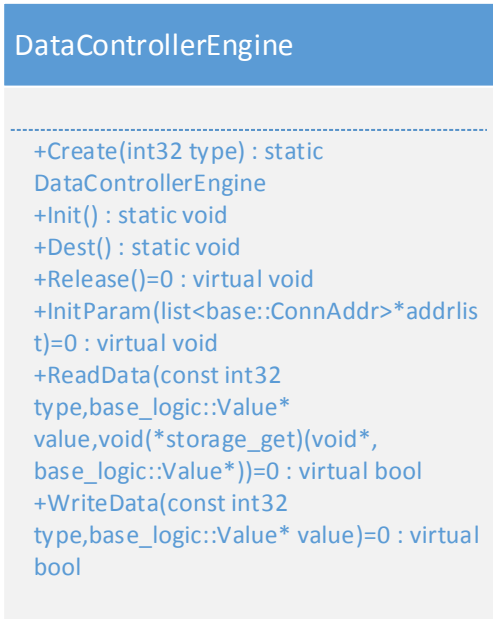 DataControllerEngine
+Create(int32 type) : static
DataControllerEngine
+Init() : static void
+Dest() : static void
+Release()=0 : virtual void
+InitParam(list<base::ConnAddr>*addrlis
t)=0 : virtual void
+ReadData(const int32
type,base_logic::Value*
value,void(*storage_get)(void*,
base_logic::Value*))=0 : virtual bool
+WriteData(const int32
type,base_logic::Value* value)=0 : virtual
bool